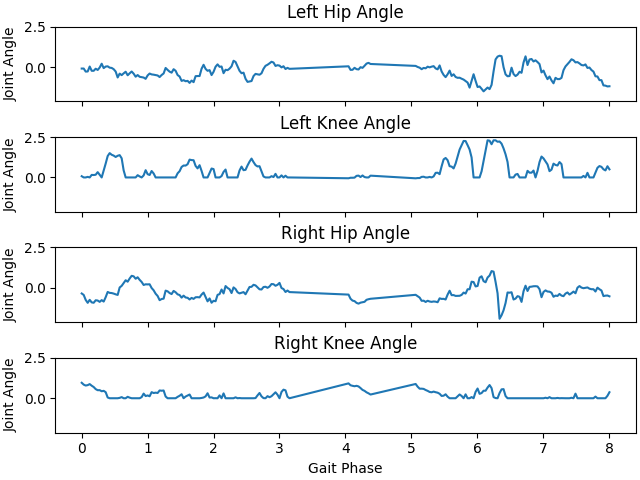 Left Hip Angle
Joint Angle
2.5
0.0
Left Knee Angle
Joint Angle
2.5
0.0
Right Hip Angle
Joint Angle
2.5
0.0
Right Knee Angle
Joint Angle
2.5
0.0
0 1 2 3 4 5 6 7 8
Gait Phase